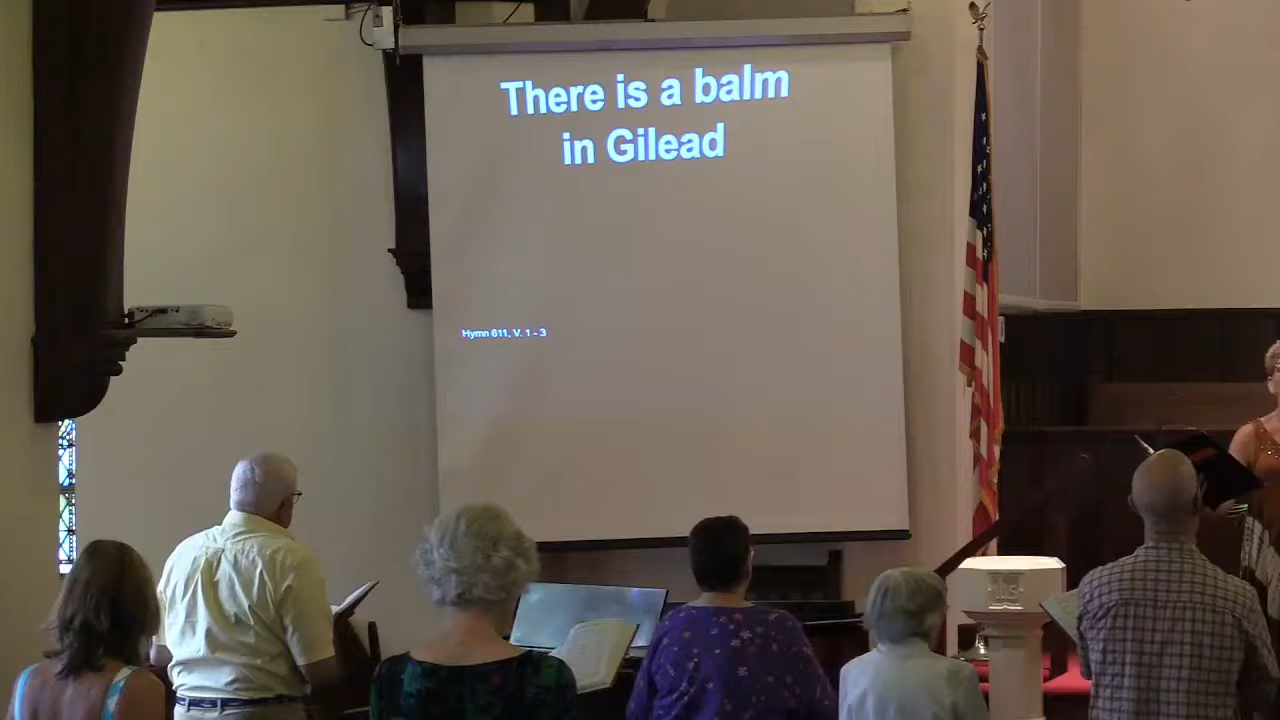 There is a balm
in Gilead
Hymn 611, V. 1 - 3